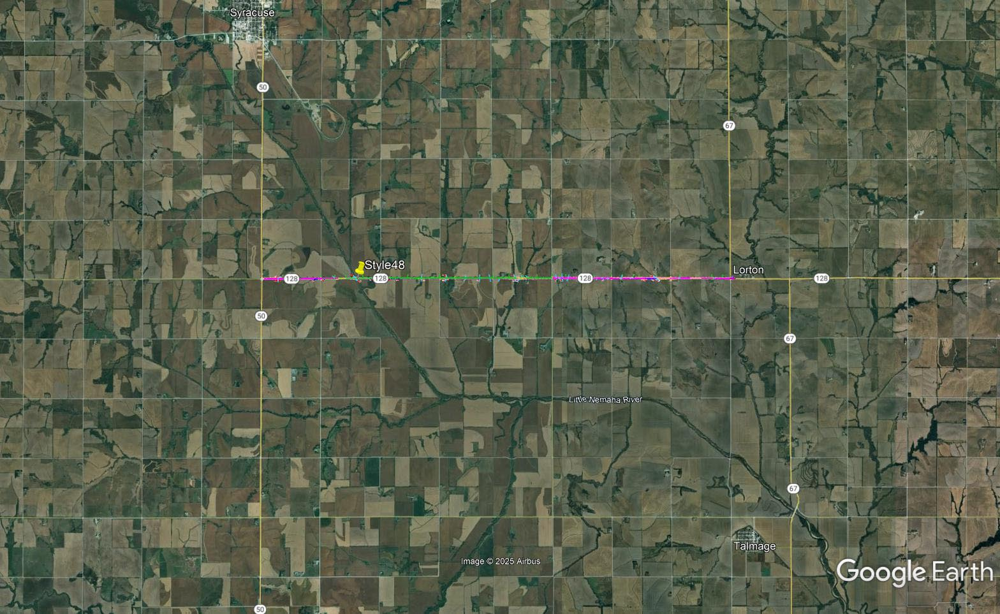 Syracuse
50
67
Style48
128
128
128
Lorton
128
50
67
Little Nemaha River
67
Talmage
Image © 2025 Airbus
Google Earth
50